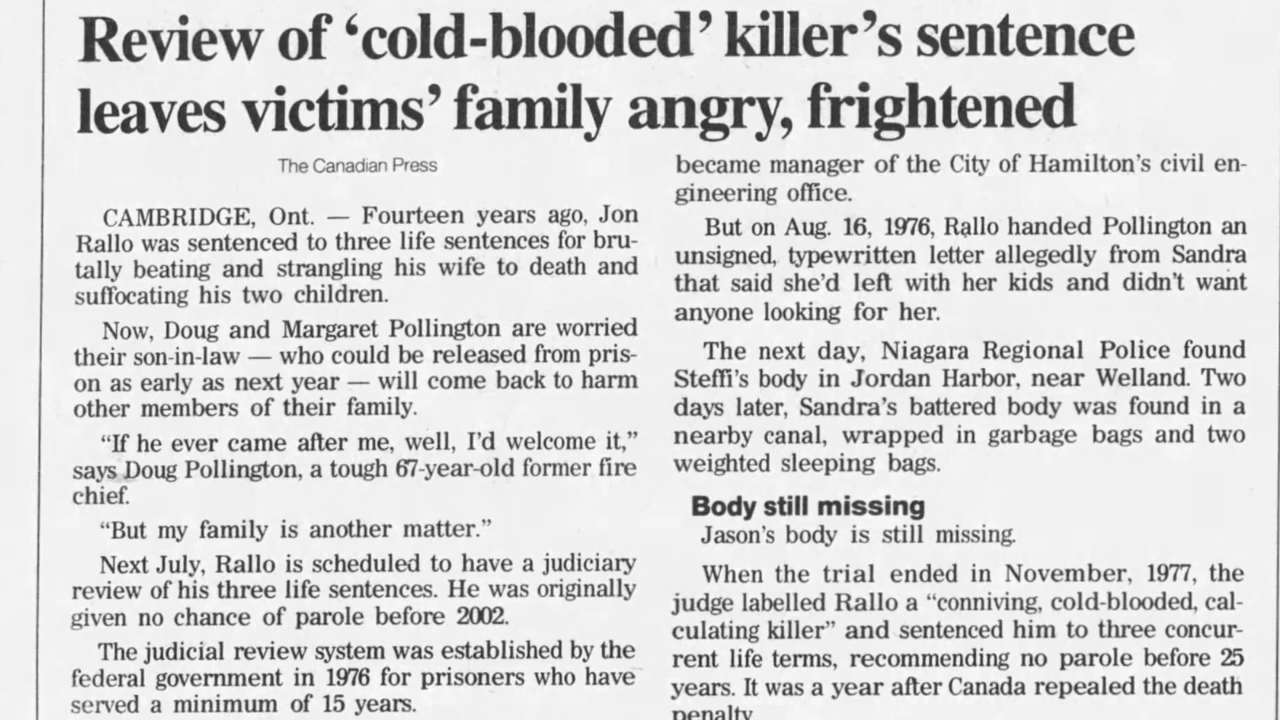 Review of ‘cold-blooded’ killer’s sentence
leaves victims’ family angry, frightened
The Canadian Press
CAMBRIDGE, Ont. — Fourteen years ago, Jon
Rallo was sentenced to three life sentences for bru-
tally beating and strangling his wife to death and
suffocating his two children.
Now, Doug and Margaret Pollington are worried
their son-in-law — who could be released from pris-
on as early as next year — will come back to harm
other members of their family.
“If he ever came after me, well, I’d welcome it,”
says Doug Pollington, a tough 67-year-old former fire
chief.
“But my family is another matter.”
Next July, Rallo is scheduled to have a judiciary
review of his three life sentences. He was originally
given no chance of parole before 2002.
The judicial review system was established by the
federal government in 1976 for prisoners who have
served a minimum of 15 years.
became manager of the City of Hamilton’s civil en-
gineering office.
But on Aug. 16, 1976, Rallo handed Pollington an
unsigned, typewritten letter allegedly from Sandra
that said she’d left with her kids and didn’t want
anyone looking for her.
The next day, Niagara Regional Police found
Steffi’s body in Jordan Harbor, near Welland. Two
days later, Sandra’s battered body was found in a
nearby canal, wrapped in garbage bags and two
weighted sleeping bags.
Body still missing
Jason’s body is still missing.
When the trial ended in November, 1977, the
judge labelled Rallo a “conniving, cold-blooded, cal-
culating killer” and sentenced him to three concur-
rent life terms, recommending no parole before 25
years. It was a year after Canada repealed the death
penalty